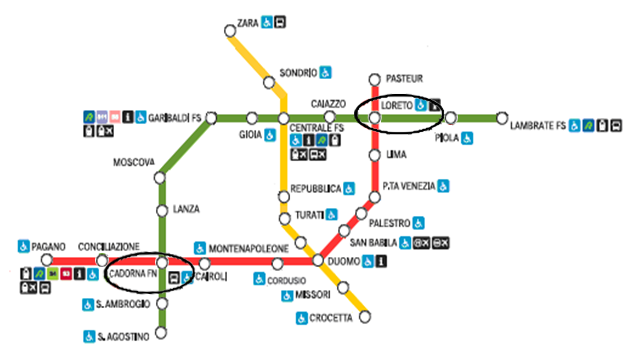 ZARA
SONDRIO
PASTEUR
CAIAZZO
LORETO
GARIBALDI FS
GIOIA
CENTRALE FS
PIOLA
LAMBRATE FS
LIMA
MOSCOVA
REPUBBLICA
P.TA VENEZIA
LANZA
TURATI
PALESTRO
SAN BABILA
PAGANO
CONCILIAZIONE
MONTENAPOLEONE
DUOMO
CADORNA FN
CAIROLI
CORDUSIO
MISSORI
S. AMBROGIO
CROCETTA
S. AGOSTINO